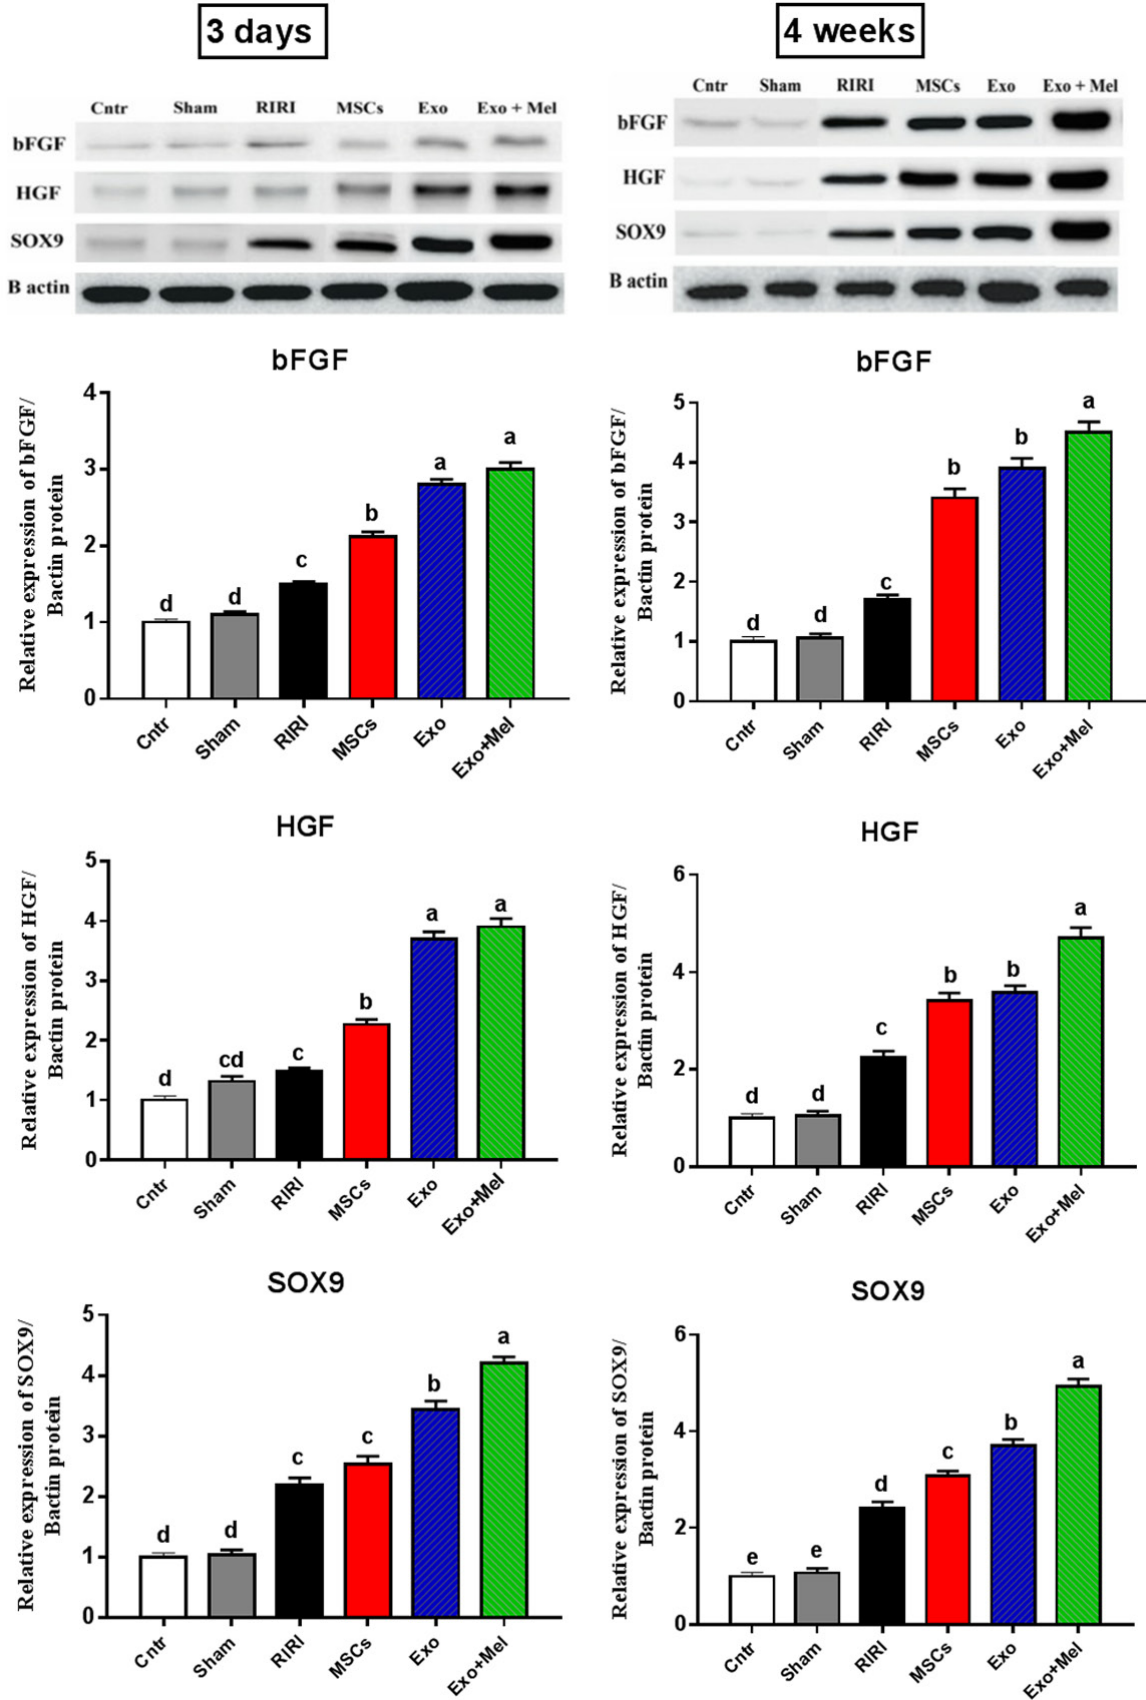 3 days
4 weeks
Cntr Sham RIRI MSCs Exo Exo + Mel
bFGF
HGF
SOX9
B actin
Cntr Sham RIRI MSCs Exo Exo + Mel
bFGF
HGF
SOX9
B actin
bFGF
Relative expression of bFGF/
Bactin protein
4
3
2
1
0
d d c b a a
Cntr Sham RIRI MSCs Exo Exo+Mel
bFGF
Relative expression of bFGF/
Bactin protein
5
4
3
2
1
0
d d c b b a
Cntr Sham RIRI MSCs Exo Exo+Mel
HGF
Relative expression of HGF/
Bactin protein
5
4
3
2
1
0
d cd c b a a
Cntr Sham RIRI MSCs Exo Exo+Mel
HGF
Relative expression of HGF/
Bactin protein
6
4
2
0
d d c b b a
Cntr Sham RIRI MSCs Exo Exo+Mel
SOX9
Relative expression of SOX9/
Bactin protein
5
4
3
2
1
0
d d c c b a
Cntr Sham RIRI MSCs Exo Exo+Mel
SOX9
Relative expression of SOX9/
Bactin protein
6
4
2
0
e e d c b a
Cntr Sham RIRI MSCs Exo Exo+Mel